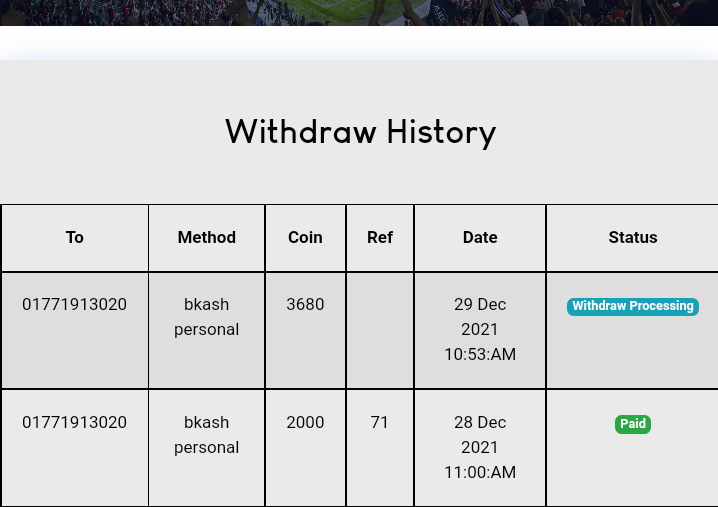 Withdraw History
To Method Coin Ref Date Status
01771913020 bkash 3680 29 Dec Withdraw Processing
personal 2021
10:53:AM
01771913020 bkash 2000 71 28 Dec Paid
personal 2021
11:00:AM